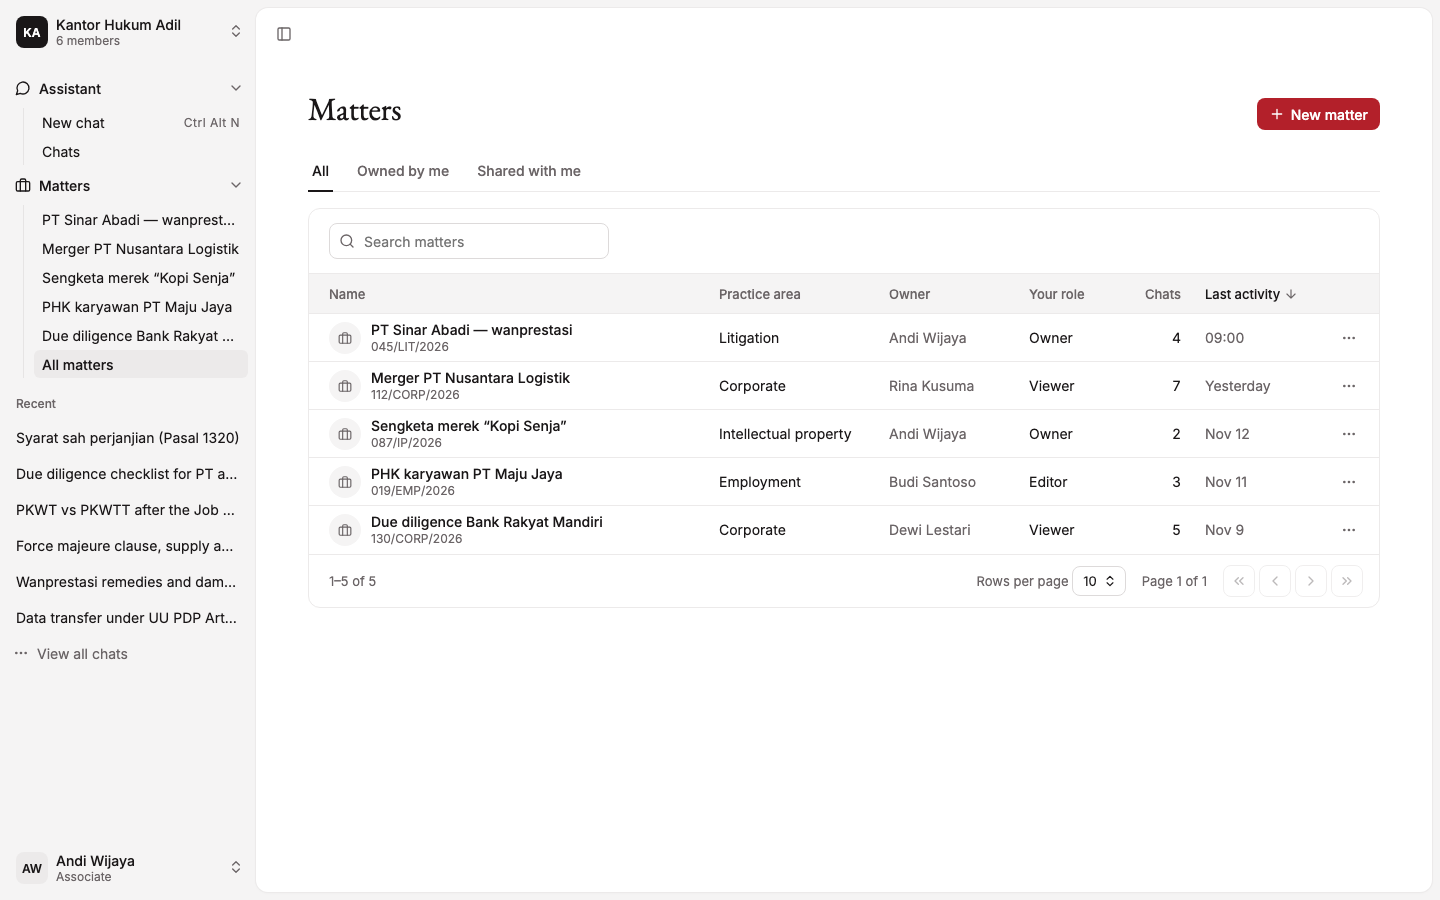 KA
Kantor Hukum Adil
6 members
Assistant
New chat
Ctrl Alt N
Chats
Matters
PT Sinar Abadi — wanprest...
Merger PT Nusantara Logistik
Sengketa merek “Kopi Senja”
PHK karyawan PT Maju Jaya
Due diligence Bank Rakyat ...
All matters
Recent
Syarat sah perjanjian (Pasal 1320)
Due diligence checklist for PT a...
PKWT vs PKWTT after the Job ...
Force majeure clause, supply a...
Wanprestasi remedies and dam...
Data transfer under UU PDP Art...
View all chats
AW
Andi Wijaya
Associate
Matters
New matter
All Owned by me Shared with me
Search matters
Name Practice area Owner Your role Chats Last activity
PT Sinar Abadi — wanprestasi
045/LIT/2026
Litigation Andi Wijaya Owner 4 09:00
Merger PT Nusantara Logistik
112/CORP/2026
Corporate Rina Kusuma Viewer 7 Yesterday
Sengketa merek “Kopi Senja”
087/IP/2026
Intellectual property Andi Wijaya Owner 2 Nov 12
PHK karyawan PT Maju Jaya
019/EMP/2026
Employment Budi Santoso Editor 3 Nov 11
Due diligence Bank Rakyat Mandiri
130/CORP/2026
Corporate Dewi Lestari Viewer 5 Nov 9
1–5 of 5
Rows per page 10 Page 1 of 1